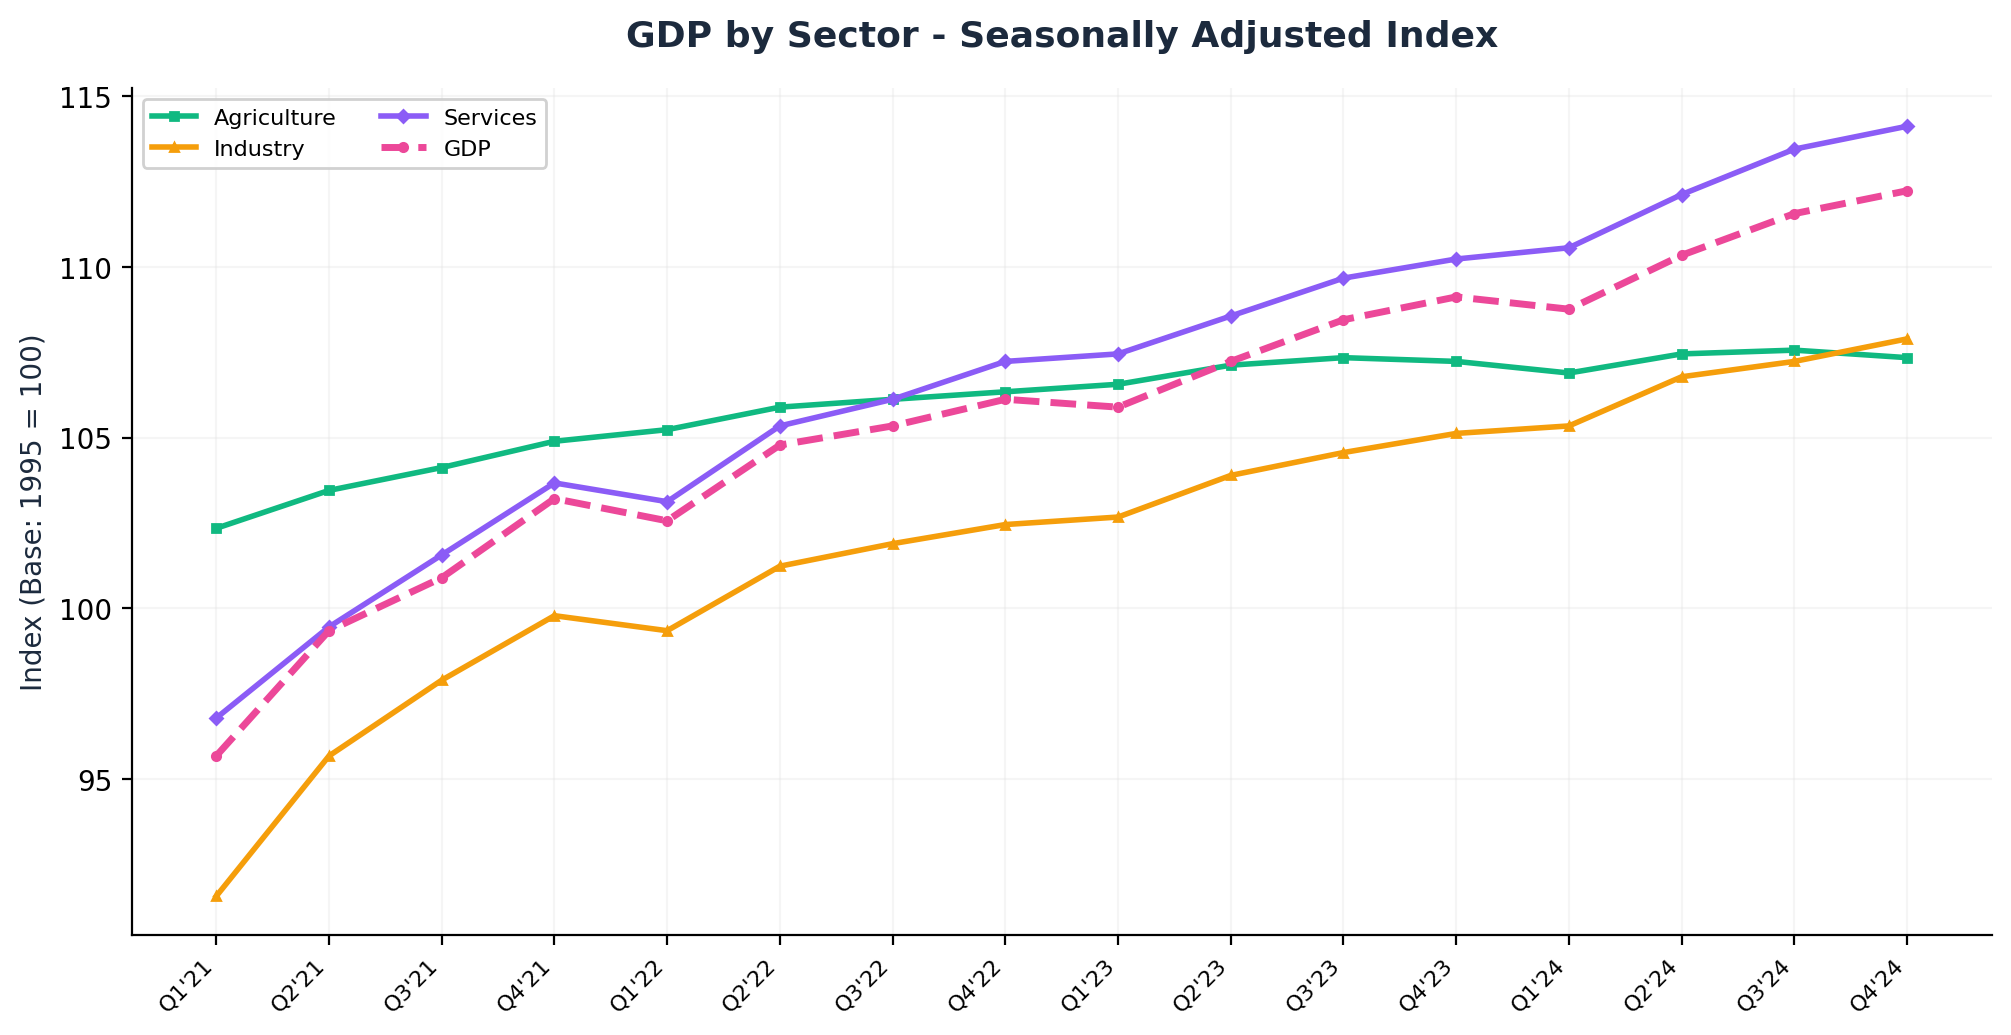 GDP by Sector - Seasonally Adjusted Index
Agriculture
Industry
Services
GDP
Index (Base: 1995 = 100)
115
110
105
100
95
Q1'21
Q2'21
Q3'21
Q4'21
Q1'22
Q2'22
Q3'22
Q4'22
Q1'23
Q2'23
Q3'23
Q4'23
Q1'24
Q2'24
Q3'24
Q4'24